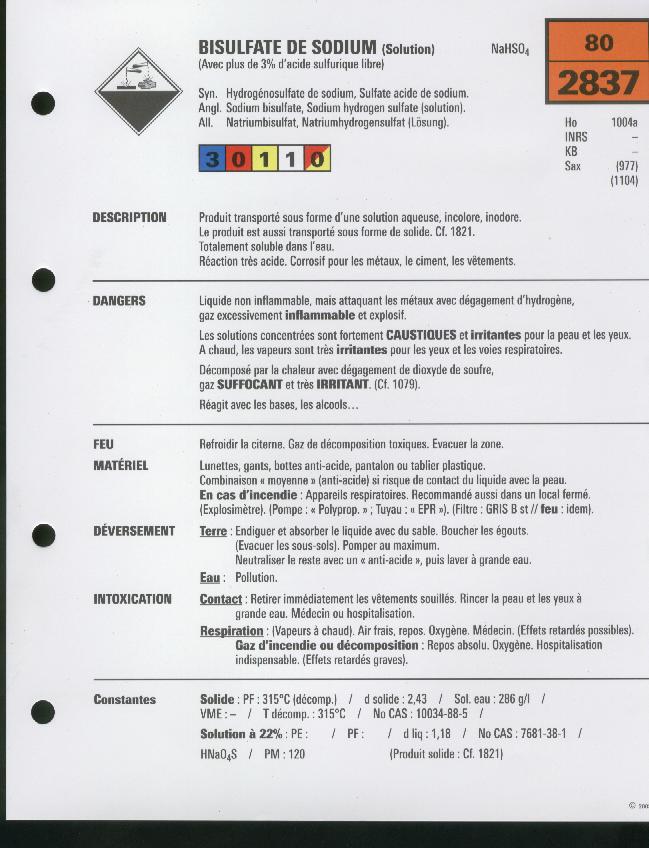 BISULFATE DE SODIUM (Solution) NaHSO₄
(Avec plus de 3% d'acide sulfurique libre)
80
2837
Syn. Hydrogénosulfate de sodium, Sulfate acide de sodium.
Angl. Sodium bisulfate, Sodium hydrogen sulfate (solution).
All. Natriumbisulfat, Natriumhydrogensulfat (Lösung).
Ho 1004a
INRS –
KB –
Sax (977)
(1104)
3 0 1 1 0
DESCRIPTION Produit transporté sous forme d'une solution aqueuse, incolore, inodore.
Le produit est aussi transporté sous forme de solide. Cf. 1821.
Totalement soluble dans l'eau.
Réaction très acide. Corrosif pour les métaux, le ciment, les vêtements.
DANGERS Liquide non inflammable, mais attaquant les métaux avec dégagement d'hydrogène,
gaz excessivement inflammable et explosif.
Les solutions concentrées sont fortement CAUSTIQUES et irritantes pour la peau et les yeux.
A chaud, les vapeurs sont très irritantes pour les yeux et les voies respiratoires.
Décomposé par la chaleur avec dégagement de dioxyde de soufre,
gaz SUFFOCANT et très IRRITANT. (Cf. 1079).
Réagit avec les bases, les alcools...
FEU Refroidir la citerne. Gaz de décomposition toxiques. Evacuer la zone.
MATÉRIEL Lunettes, gants, bottes anti-acide, pantalon ou tablier plastique.
Combinaison « moyenne » (anti-acide) si risque de contact du liquide avec la peau.
En cas d'incendie : Appareils respiratoires. Recommandé aussi dans un local fermé.
(Explosimètre). (Pompe : « Polyprop. » ; Tuyau : « EPR »). (Filtre : GRIS B st // feu : idem).
DÉVERSEMENT Terre : Endiguer et absorber le liquide avec du sable. Boucher les égouts.
(Evacuer les sous-sols). Pomper au maximum.
Neutraliser le reste avec un « anti-acide », puis laver à grande eau.
Eau : Pollution.
INTOXICATION Contact : Retirer immédiatement les vêtements souillés. Rincer la peau et les yeux à
grande eau. Médecin ou hospitalisation.
Respiration : (Vapeurs à chaud). Air frais, repos. Oxygène. Médecin. (Effets retardés possibles).
Gaz d'incendie ou décomposition : Repos absolu. Oxygène. Hospitalisation
indispensable. (Effets retardés graves).
Constantes Solide : PF : 315°C (décomp.) / d solide : 2,43 / Sol. eau : 286 g/l /
VME : – / T décomp. : 315°C / No CAS : 10034-88-5 /
Solution à 22% : PE : / PF : / d liq : 1,18 / No CAS : 7681-38-1 /
HNaO₄S / PM : 120 (Produit solide : Cf. 1821)